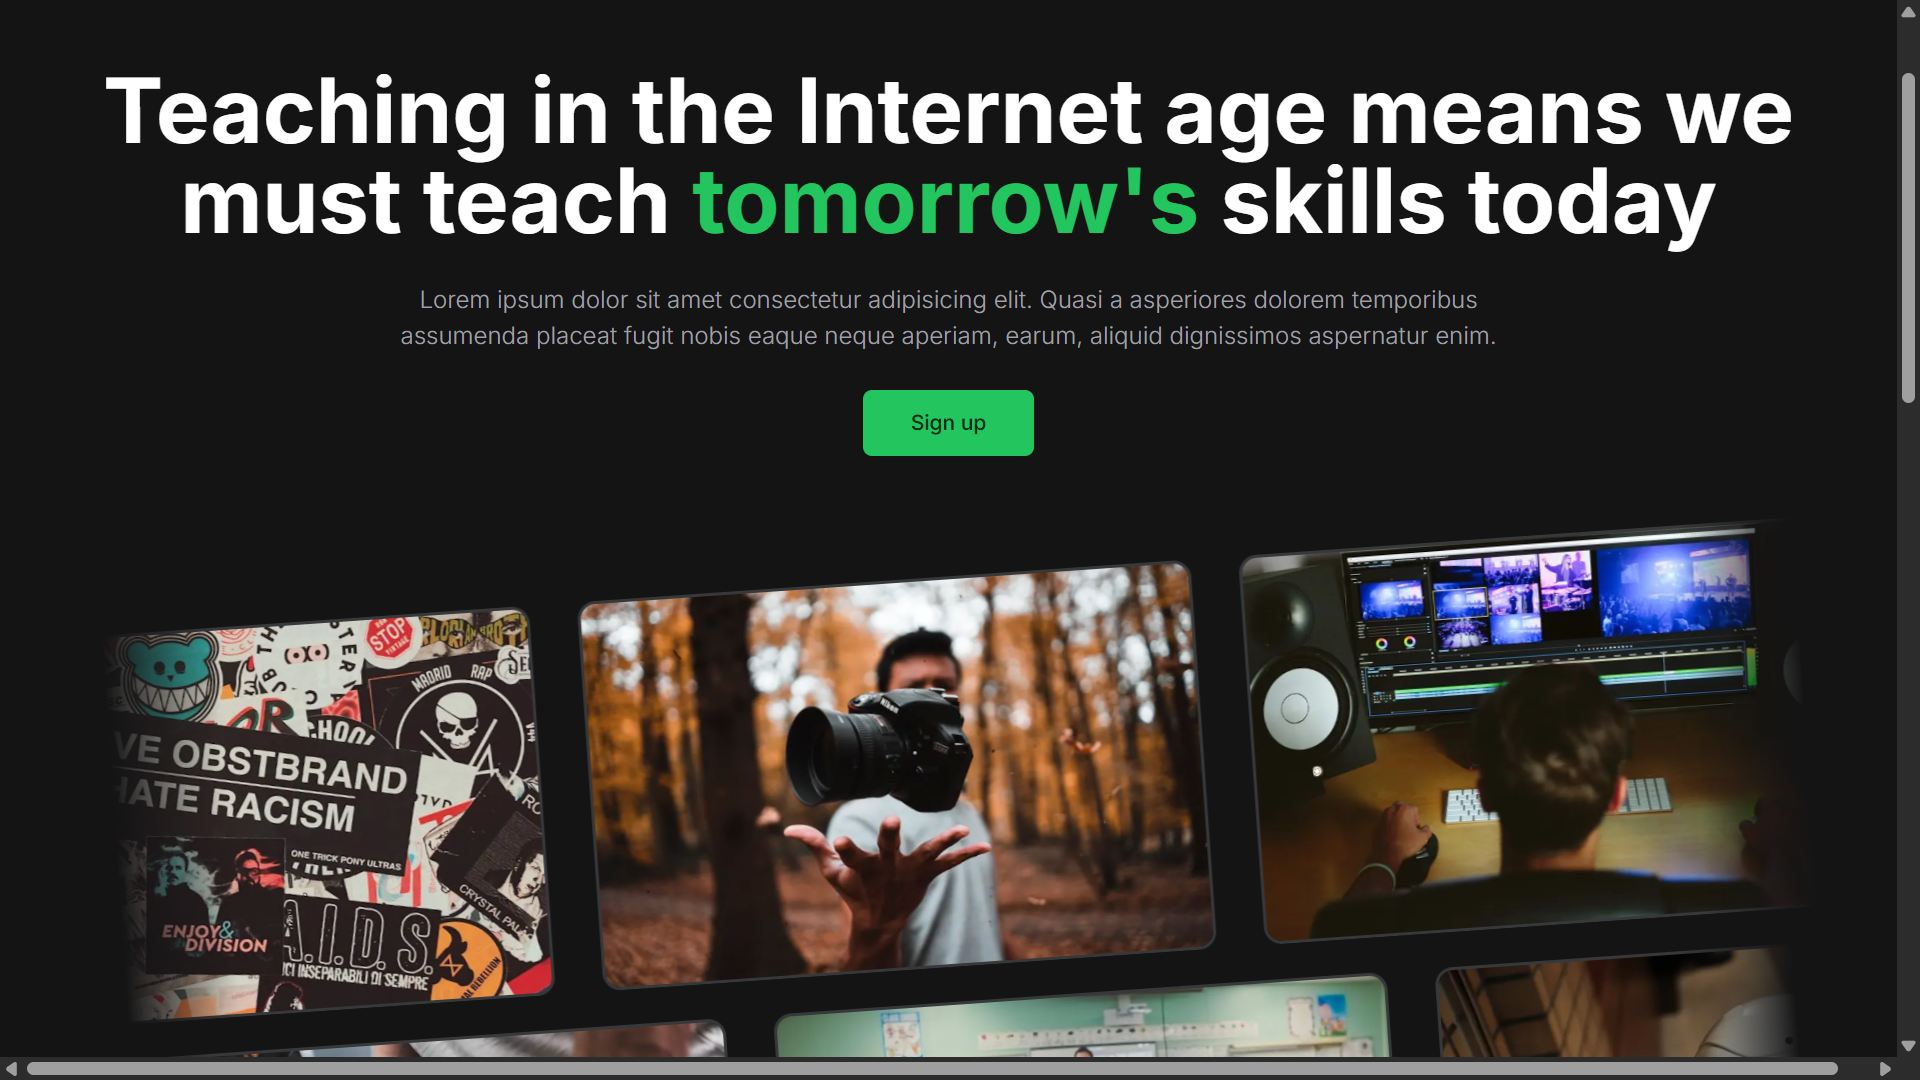 Teaching in the Internet age means we
must teach tomorrow's skills today
Lorem ipsum dolor sit amet consectetur adipisicing elit. Quasi a asperiores dolorem temporibus
assumenda placeat fugit nobis eaque neque aperiam, earum, aliquid dignissimos aspernatur enim.
Sign up
STOP
MADRID RAP
VE OBSTBRAND
HATE RACISM
ONE TRICK PONY ULTRAS
CRYSTAL PAL
ENJOY&
DIVISION
A.I.D.S.
INSEPARABILI DI SEMPRE
REBELLION
Nikon